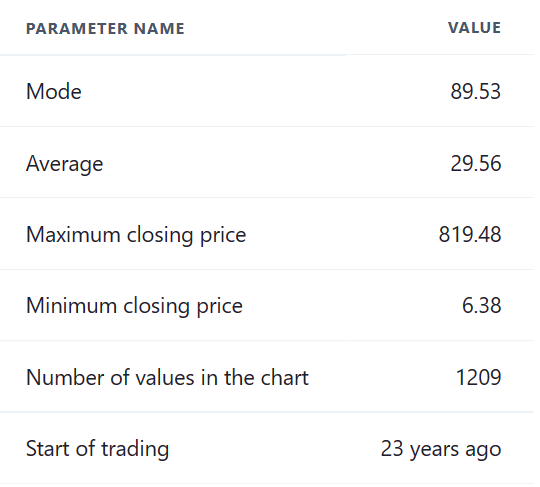 PARAMETER NAME VALUE
Mode 89.53
Average 29.56
Maximum closing price 819.48
Minimum closing price 6.38
Number of values in the chart 1209
Start of trading 23 years ago